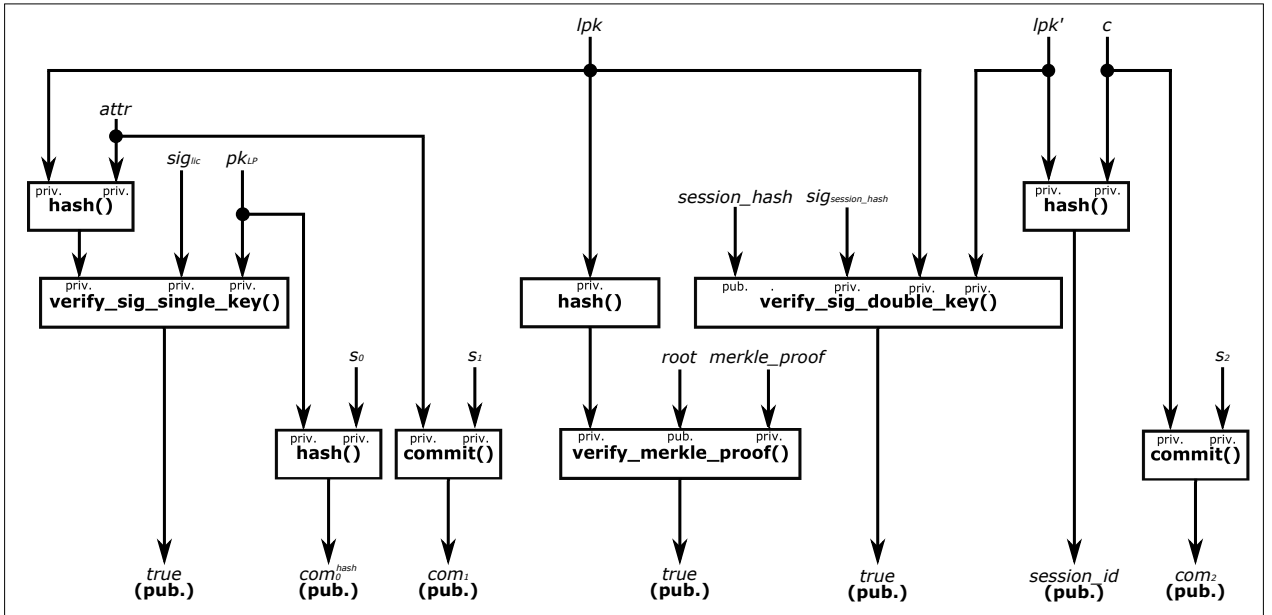 lpk lpk' c
attr
sig_lic pk_LP
priv. priv.
hash()
session_hash sig_session_hash
priv. priv.
hash()
priv. priv. priv.
verify_sig_single_key()
priv.
hash()
pub. . priv. priv. priv.
verify_sig_double_key()
s₀ s₁ root merkle_proof s₂
priv. priv.
hash()
priv. priv.
commit()
priv. pub. priv.
verify_merkle_proof()
priv. priv.
commit()
true
(pub.)
com₀^hash
(pub.)
com₁
(pub.)
true
(pub.)
true
(pub.)
session_id
(pub.)
com₂
(pub.)